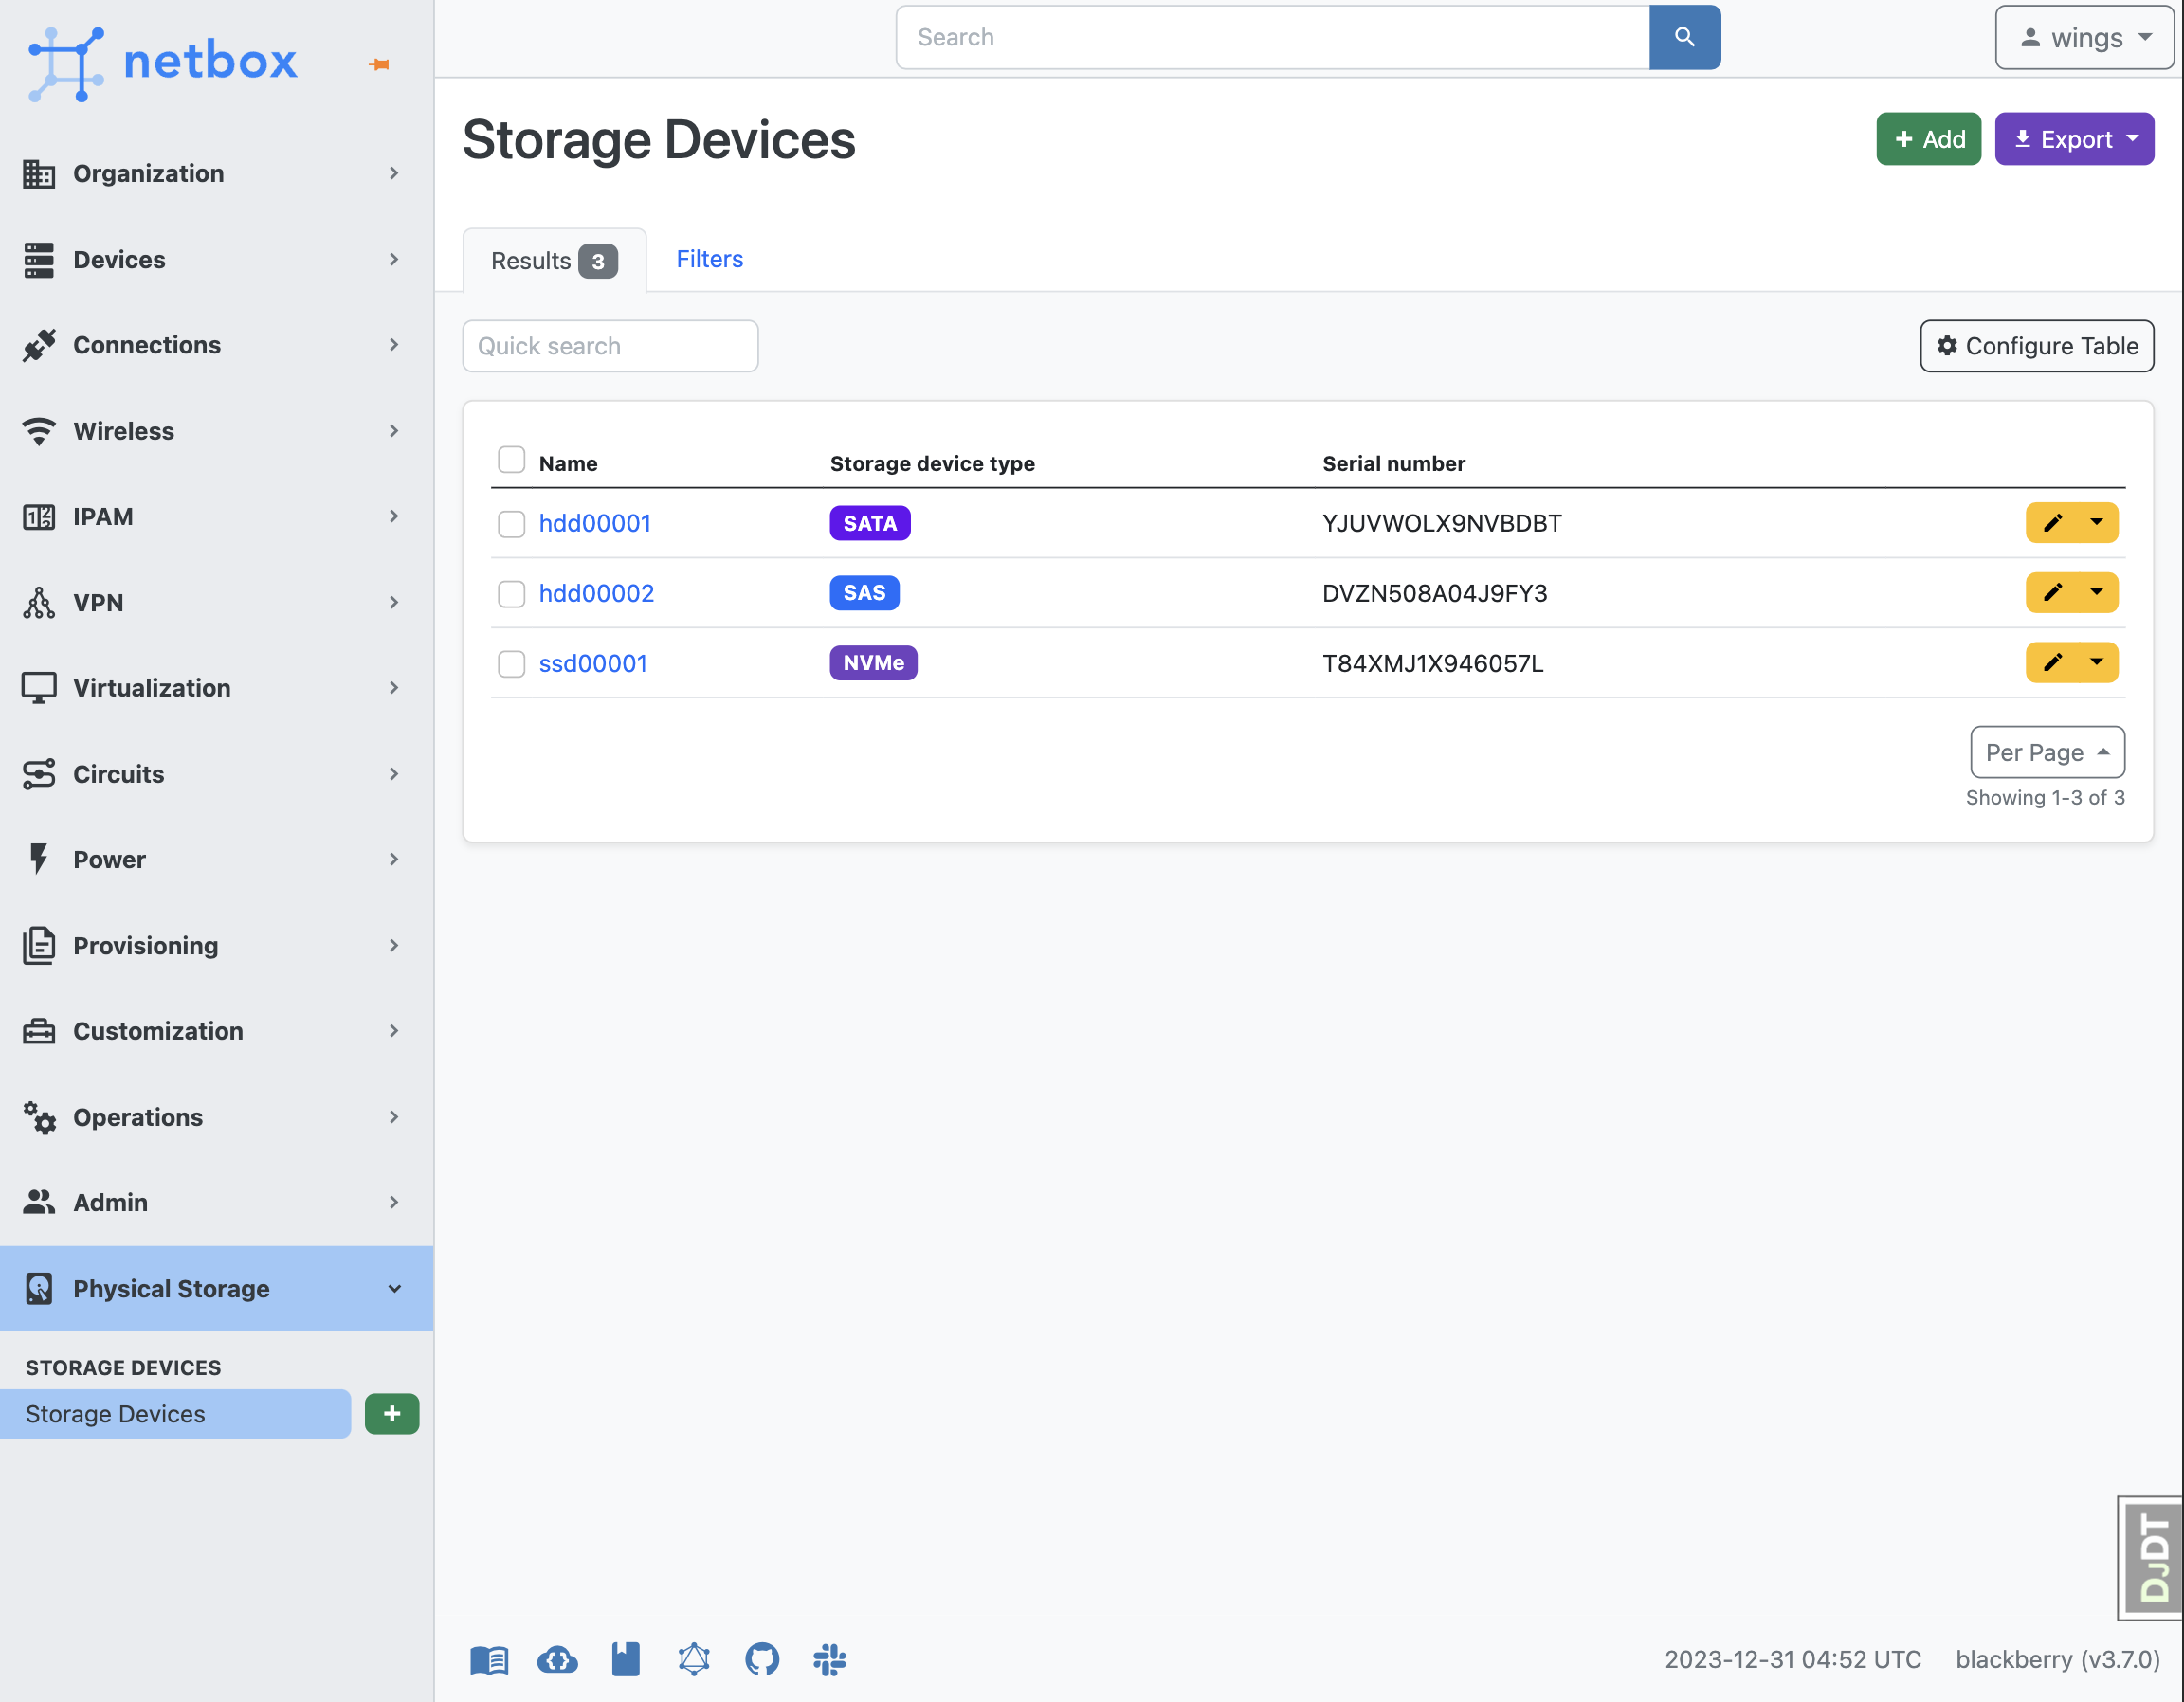 netbox
Search
wings
Organization
Devices
Connections
Wireless
IPAM
VPN
Virtualization
Circuits
Power
Provisioning
Customization
Operations
Admin
Physical Storage
STORAGE DEVICES
Storage Devices
+
Storage Devices
+ Add
Export
Results 3
Filters
Quick search
Configure Table
Name Storage device type Serial number
hdd00001 SATA YJUVWOLX9NVBDBT
hdd00002 SAS DVZN508A04J9FY3
ssd00001 NVMe T84XMJ1X946057L
Per Page
Showing 1-3 of 3
DJDT
2023-12-31 04:52 UTC blackberry (v3.7.0)